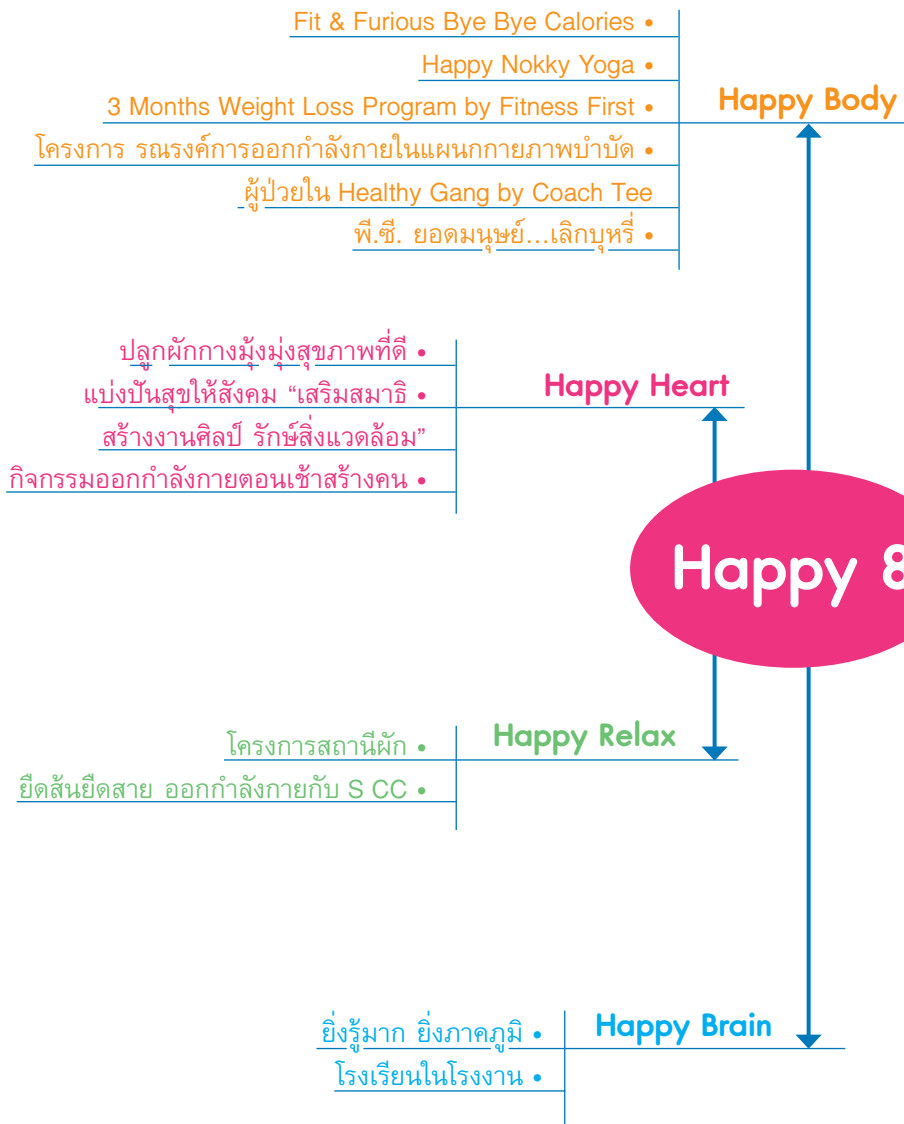 Fit & Furious Bye Bye Calories •
Happy Nokky Yoga •
3 Months Weight Loss Program by Fitness First •
โครงการ รณรงค์การออกกำลังกายในแผนกกายภาพบำบัด •
ผู้ป่วยใน Healthy Gang by Coach Tee
พี.ซี. ยอดมนุษย์...เลิกบุหรี่ •
Happy Body
ปลูกผักกางมุ้งมุ่งสุขภาพที่ดี •
แบ่งปันสุขให้สังคม “เสริมสมาธิ •
สร้างงานศิลป์ รักษ์สิ่งแวดล้อม”
กิจกรรมออกกำลังกายตอนเช้าสร้างคน •
Happy Heart
Happy 8
โครงการสถานีผัก •
ยืดส้นยืดสาย ออกกำลังกายกับ S CC •
Happy Relax
ยิ่งรู้มาก ยิ่งภาคภูมิ •
โรงเรียนในโรงงาน •
Happy Brain